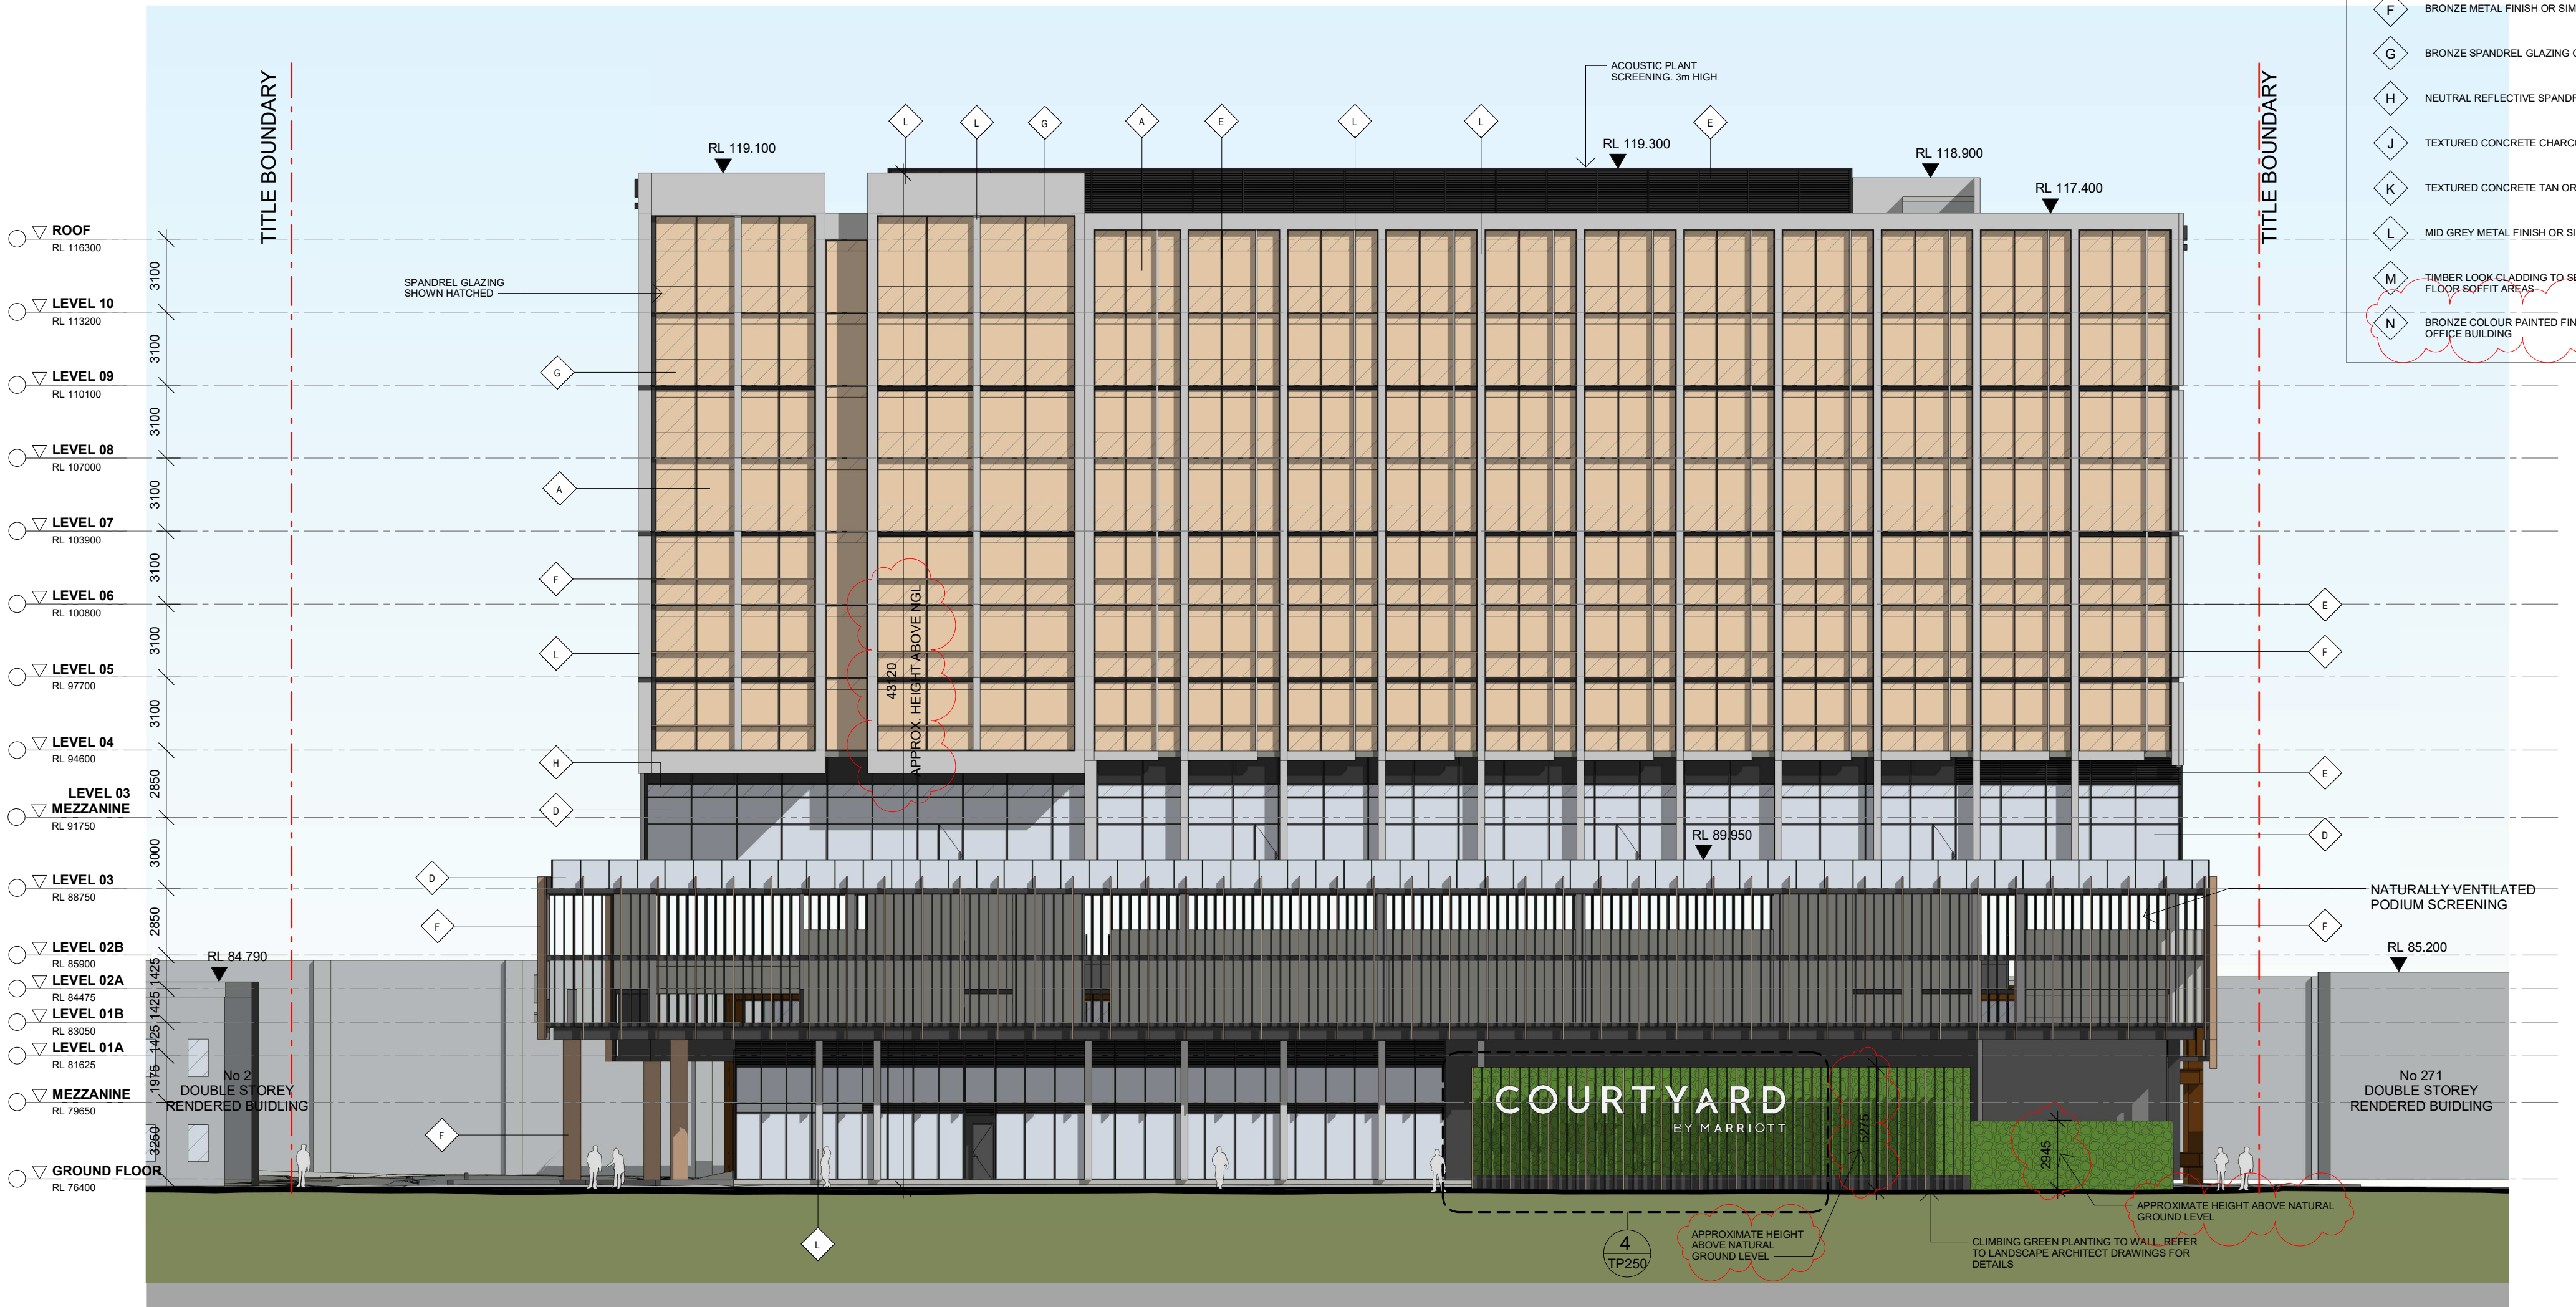 TITLE BOUNDARY
TITLE BOUNDARY
F
BRONZE METAL FINISH OR
G
BRONZE SPANDREL GLAZING
H
NEUTRAL REFLECTIVE
J
TEXTURED CONCRETE
K
TEXTURED CONCRETE TAN OR
L
MID GREY METAL FINISH OR
M
TIMBER LOOK CLADDING TO
FLOOR SOFFIT AREAS
N
BRONZE COLOUR PAINTED
OFFICE BUILDING
ACOUSTIC PLANT
SCREENING. 3m HIGH
L
L
G
A
E
L
L
E
RL 119.100
RL 119.300
RL 118.900
RL 117.400
ROOF
RL 116300
3100
SPANDREL GLAZING
SHOWN HATCHED
LEVEL 10
RL 113200
3100
LEVEL 09
RL 110100
G
3100
LEVEL 08
RL 107000
A
3100
LEVEL 07
RL 103900
3100
F
LEVEL 06
RL 100800
E
3100
L
F
LEVEL 05
RL 97700
43120
APPROX. HEIGHT ABOVE NGL
3100
LEVEL 04
RL 94600
H
E
2850
LEVEL 03
MEZZANINE
RL 91750
D
D
3000
RL 89.950
LEVEL 03
RL 88750
D
NATURALLY VENTILATED
PODIUM SCREENING
2850
F
F
LEVEL 02B
RL 85900
RL 84.790
RL 85.200
1425
LEVEL 02A
RL 84475
1425
LEVEL 01B
RL 83050
1425
LEVEL 01A
RL 81625
1975
No 2
DOUBLE STOREY
RENDERED BUIDLING
MEZZANINE
RL 79650
3250
F
COURTYARD
BY MARRIOTT
5275
2945
No 271
DOUBLE STOREY
RENDERED BUIDLING
GROUND FLOOR
RL 76400
L
4
TP250
APPROXIMATE HEIGHT
ABOVE NATURAL
GROUND LEVEL
APPROXIMATE HEIGHT ABOVE NATURAL
GROUND LEVEL
CLIMBING GREEN PLANTING TO WALL. REFER
TO LANDSCAPE ARCHITECT DRAWINGS FOR
DETAILS